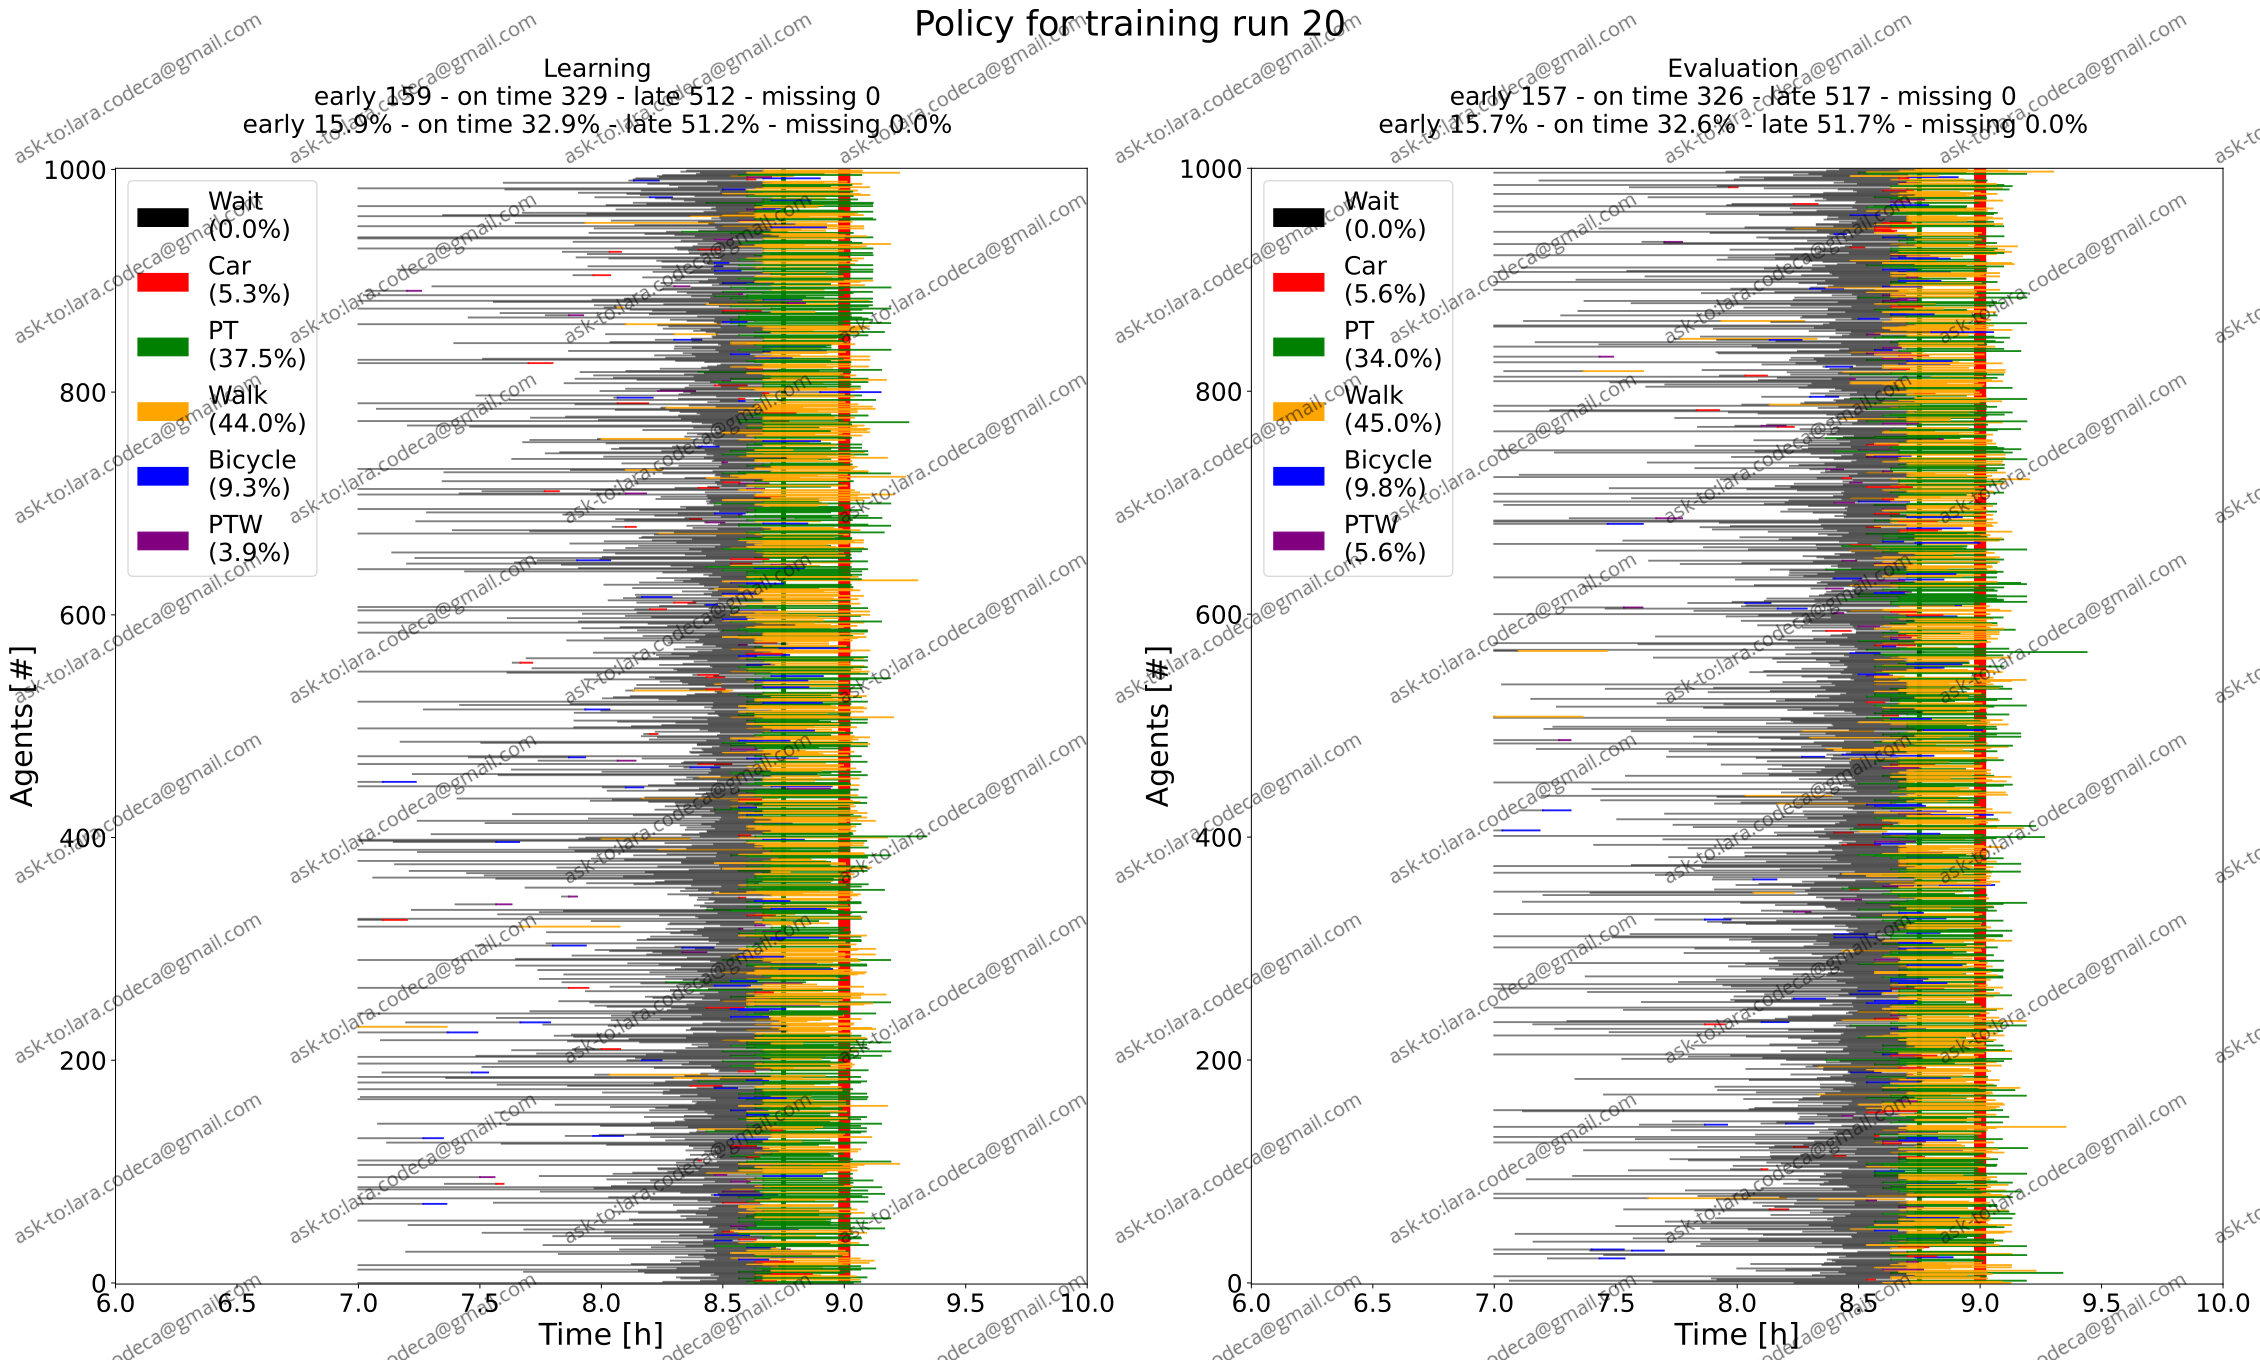 Policy for training run 20
Learning
early 159 - on time 329 - late 512 - missing 0
early 15.9% - on time 32.9% - late 51.2% - missing 0.0%
1000
800
600
400
200
0
Agents [#]
Wait
(0.0%)
Car
(5.3%)
PT
(37.5%)
Walk
(44.0%)
Bicycle
(9.3%)
PTW
(3.9%)
6.0 6.5 7.0 7.5 8.0 8.5 9.0 9.5 10.0
Time [h]
Evaluation
early 157 - on time 326 - late 517 - missing 0
early 15.7% - on time 32.6% - late 51.7% - missing 0.0%
1000
800
600
400
200
0
Agents [#]
Wait
(0.0%)
Car
(5.6%)
PT
(34.0%)
Walk
(45.0%)
Bicycle
(9.8%)
PTW
(5.6%)
6.0 6.5 7.0 7.5 8.0 8.5 9.0 9.5 10.0
Time [h]
ask-to:lara.codeca@gmail.com